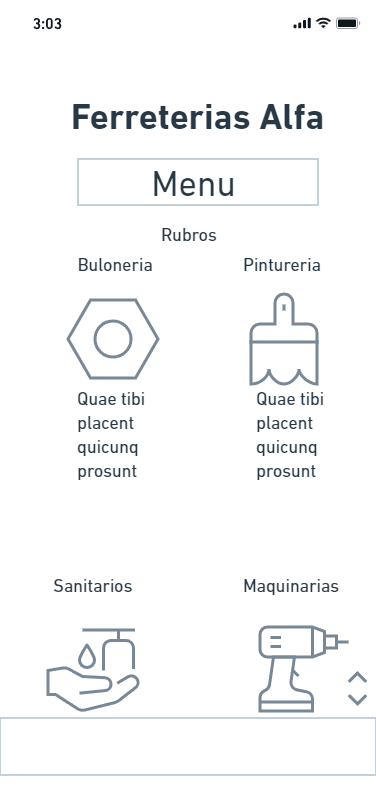 3:03
Ferreterias Alfa
Menu
Rubros
Buloneria
Pintureria
Quae tibi
placent
quicunq
prosunt
Quae tibi
placent
quicunq
prosunt
Sanitarios
Maquinarias